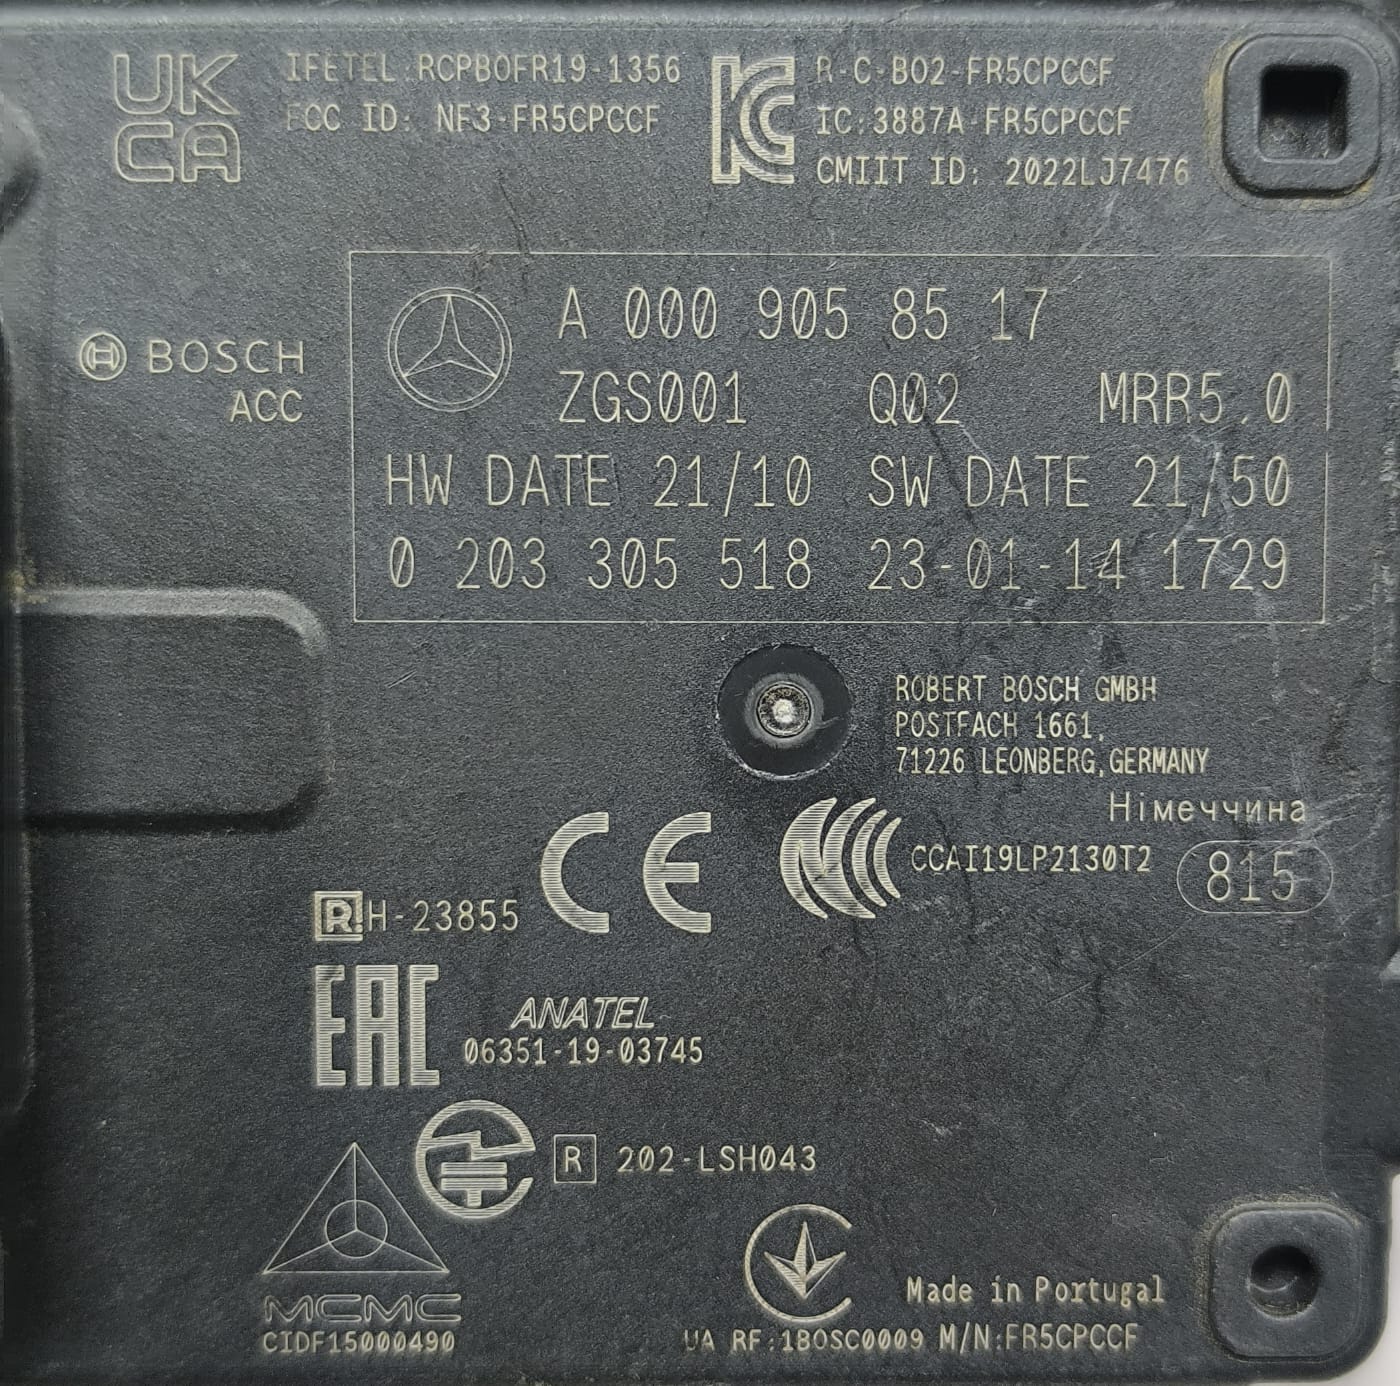 UK
CA
IFETEL:RCPBOFR19-1356
FCC ID: NF3-FR5CPCCF
R-C-BO2-FR5CPCCF
IC:3887A-FR5CPCCF
CMIIT ID: 2022LJ7476
BOSCH
ACC
A 000 905 85 17
ZGS001 Q02 MRR5.0
HW DATE 21/10 SW DATE 21/50
0 203 305 518 23-01-14 1729
ROBERT BOSCH GMBH
POSTFACH 1661,
71226 LEONBERG,GERMANY
Німеччина
CE
CCAI19LP2130T2
815
R H-23855
EAC
ANATEL
06351-19-03745
R 202-LSH043
MCMC
CIDF15000490
Made in Portugal
UA RF:1BOSC0009 M/N:FR5CPCCF